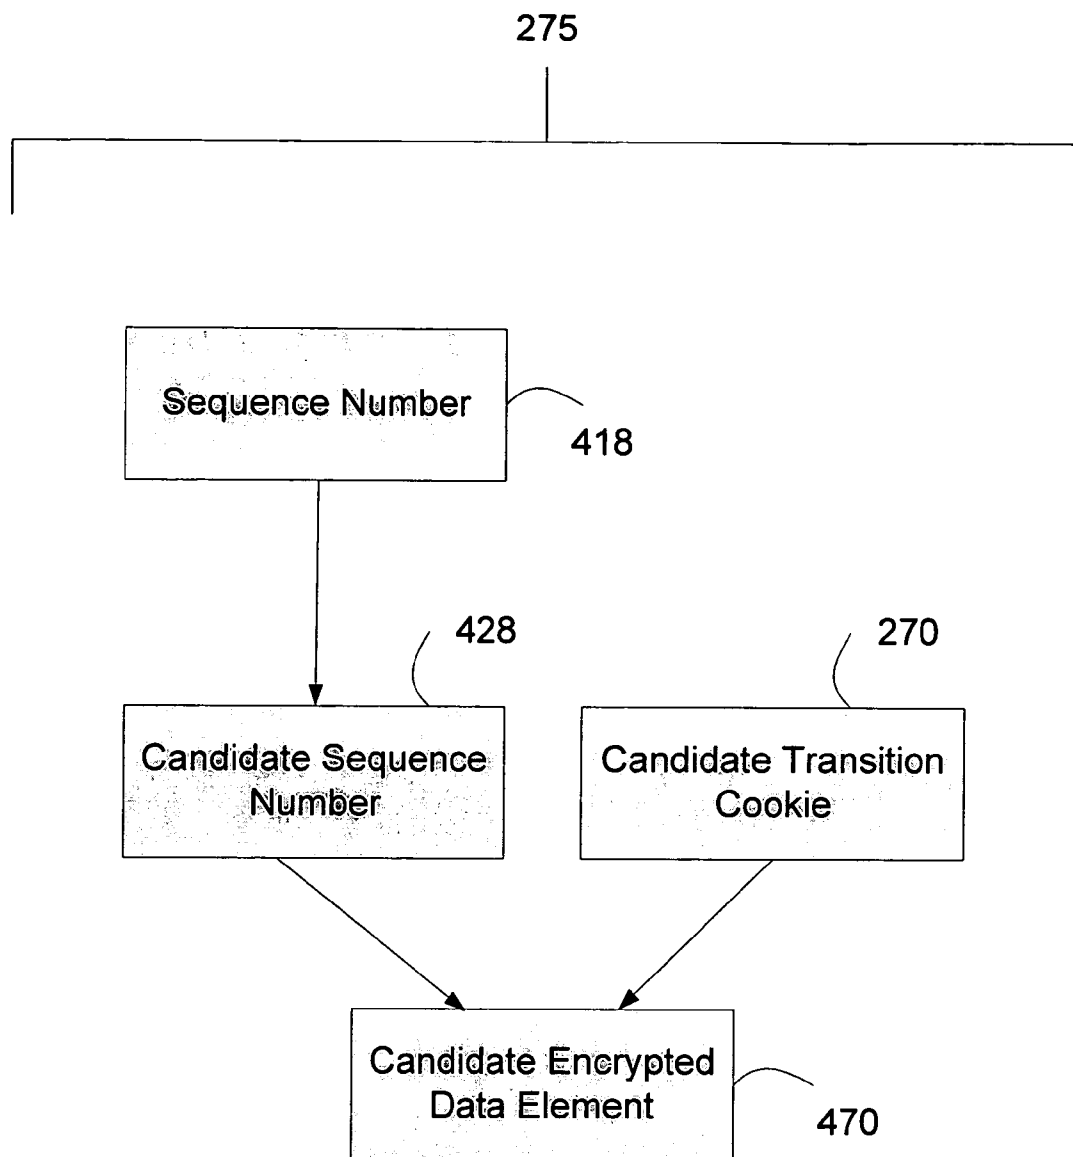 275
Sequence Number
418
428
270
Candidate Sequence
Number
Candidate Transition
Cookie
Candidate Encrypted
Data Element
470